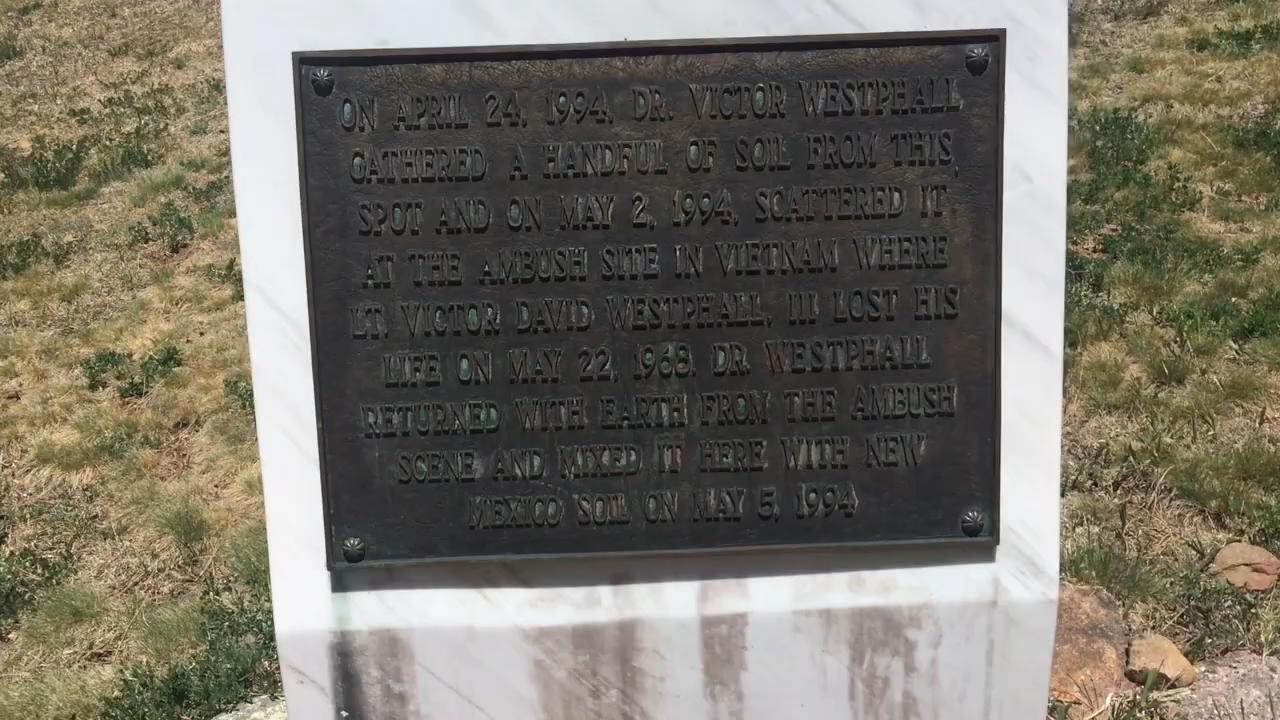 ON APRIL 24, 1994, DR. VICTOR WESTPHALL
GATHERED A HANDFUL OF SOIL FROM THIS
SPOT AND ON MAY 2, 1994, SCATTERED IT
AT THE AMBUSH SITE IN VIETNAM WHERE
LT. VICTOR DAVID WESTPHALL, III LOST HIS
LIFE ON MAY 22, 1968. DR. WESTPHALL
RETURNED WITH EARTH FROM THE AMBUSH
SCENE AND MIXED IT HERE WITH NEW
MEXICO SOIL ON MAY 5, 1994